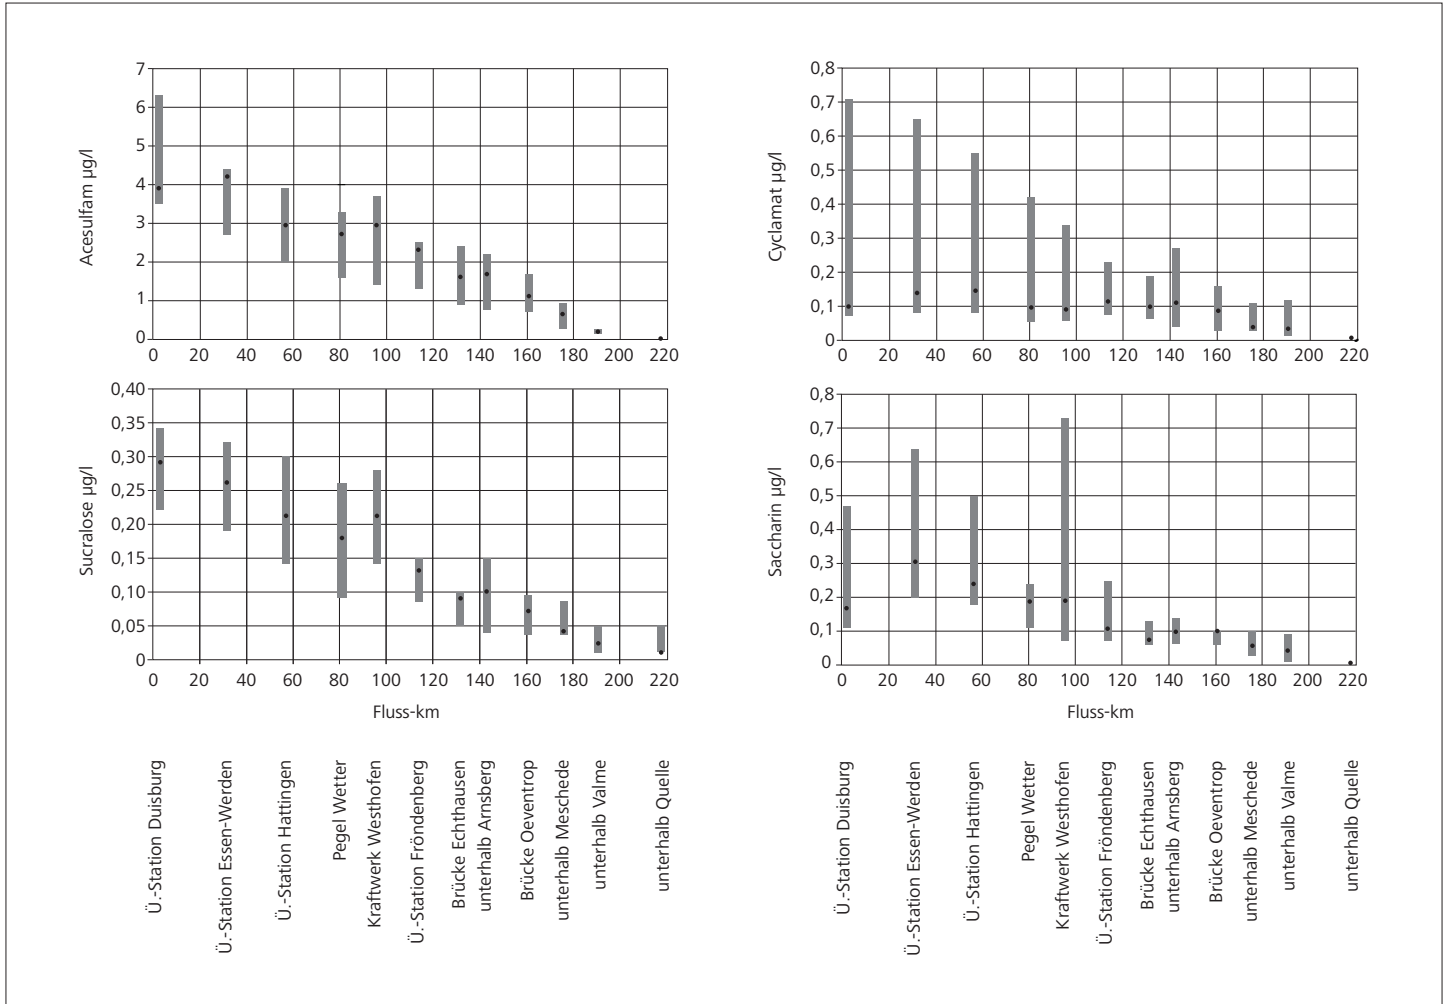 Acesulfam µg/l
7
6
5
4
3
2
1
0
0 20 40 60 80 100 120 140 160 180 200 220
Cyclamat µg/l
0,8
0,7
0,6
0,5
0,4
0,3
0,2
0,1
0
0 20 40 60 80 100 120 140 160 180 200 220
Sucralose µg/l
0,40
0,35
0,30
0,25
0,20
0,15
0,10
0,05
0
0 20 40 60 80 100 120 140 160 180 200 220
Fluss-km
Saccharin µg/l
0,8
0,7
0,6
0,5
0,4
0,3
0,2
0,1
0
0 20 40 60 80 100 120 140 160 180 200 220
Fluss-km
Ü.-Station Duisburg
Ü.-Station Essen-Werden
Ü.-Station Hattingen
Pegel Wetter
Kraftwerk Westhofen
Ü.-Station Fröndenberg
Brücke Echthausen
unterhalb Arnsberg
Brücke Oeventrop
unterhalb Meschede
unterhalb Valme
unterhalb Quelle
Ü.-Station Duisburg
Ü.-Station Essen-Werden
Ü.-Station Hattingen
Pegel Wetter
Kraftwerk Westhofen
Ü.-Station Fröndenberg
Brücke Echthausen
unterhalb Arnsberg
Brücke Oeventrop
unterhalb Meschede
unterhalb Valme
unterhalb Quelle